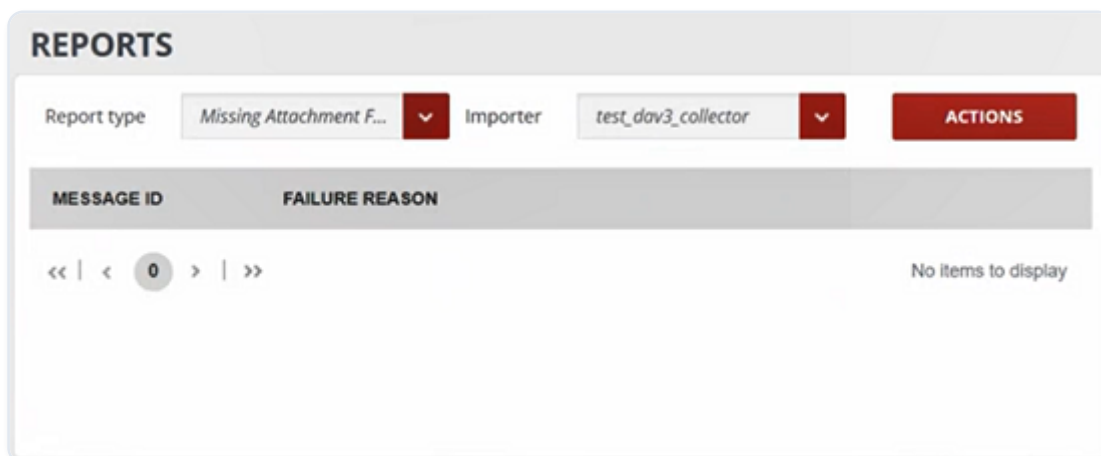 REPORTS
Report type Missing Attachment F... Importer test_dav3_collector ACTIONS
MESSAGE ID FAILURE REASON
<< | < 0 > | >> No items to display